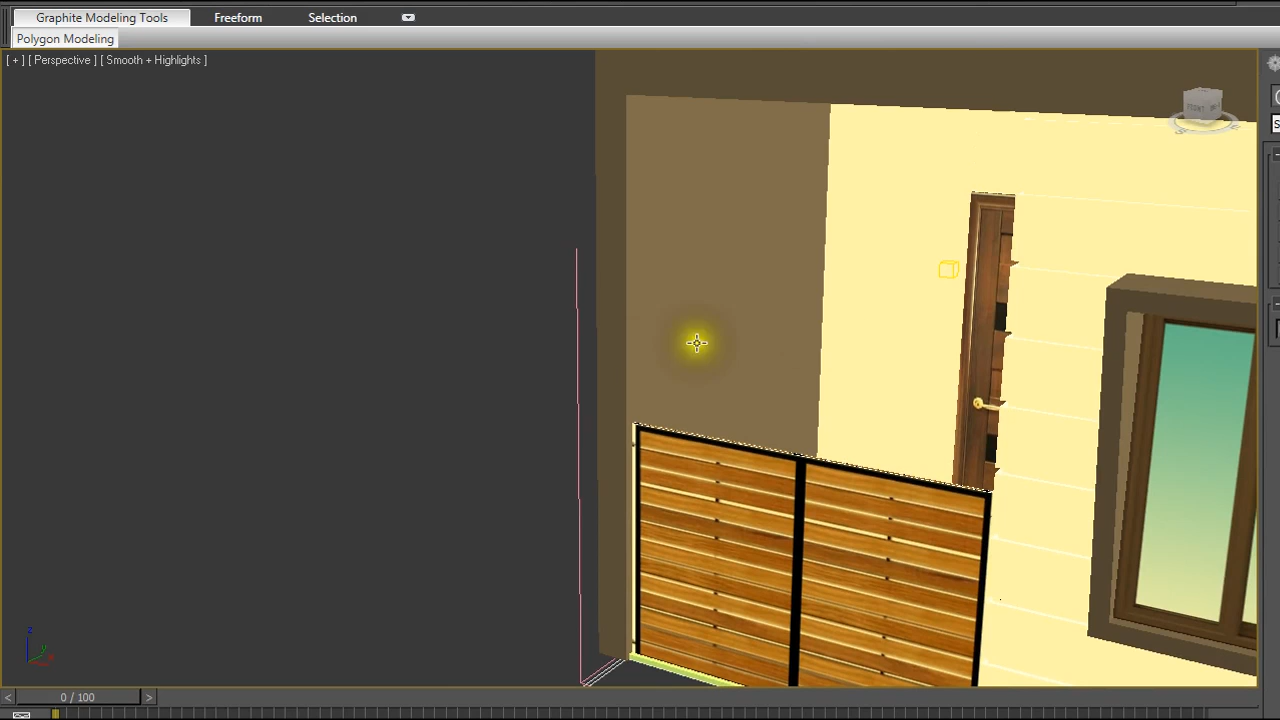 Graphite Modeling Tools Freeform Selection
Polygon Modeling
[ + ] [ Perspective ] [ Smooth + Highlights ]
z
y
x
< 0 / 100 >